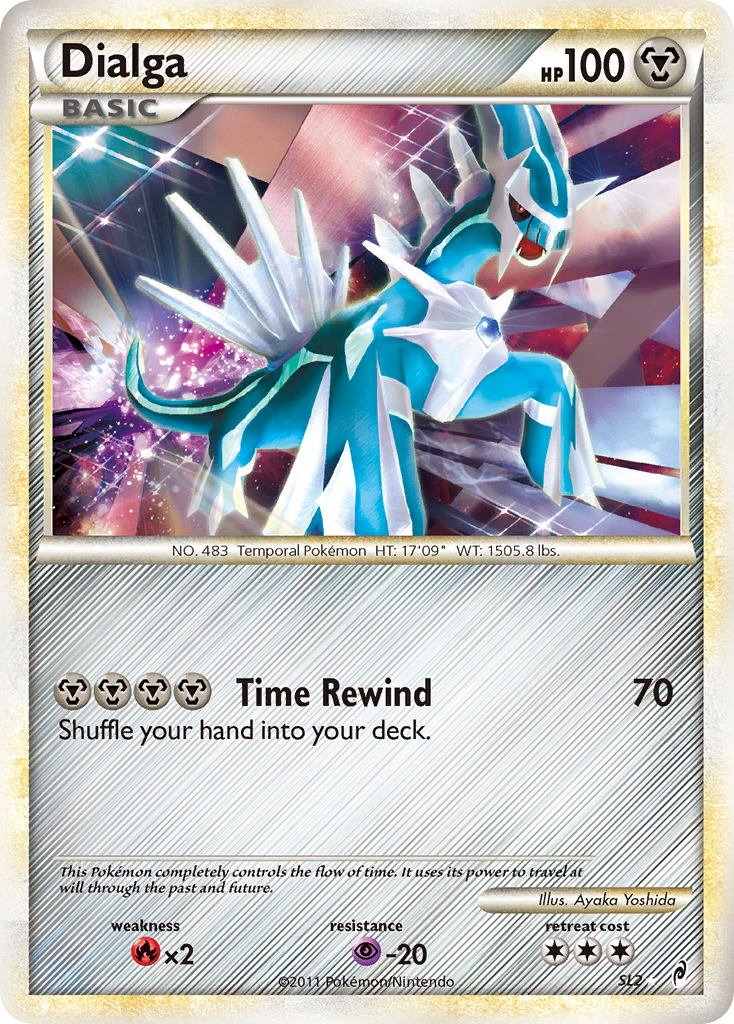 Dialga
HP100
BASIC
NO. 483 Temporal Pokémon HT: 17'09" WT: 1505.8 lbs.
Time Rewind 70
Shuffle your hand into your deck.
This Pokémon completely controls the flow of time. It uses its power to travel at
will through the past and future.
Illus. Ayaka Yoshida
weakness resistance retreat cost
×2 -20
©2011 Pokémon/Nintendo SL2